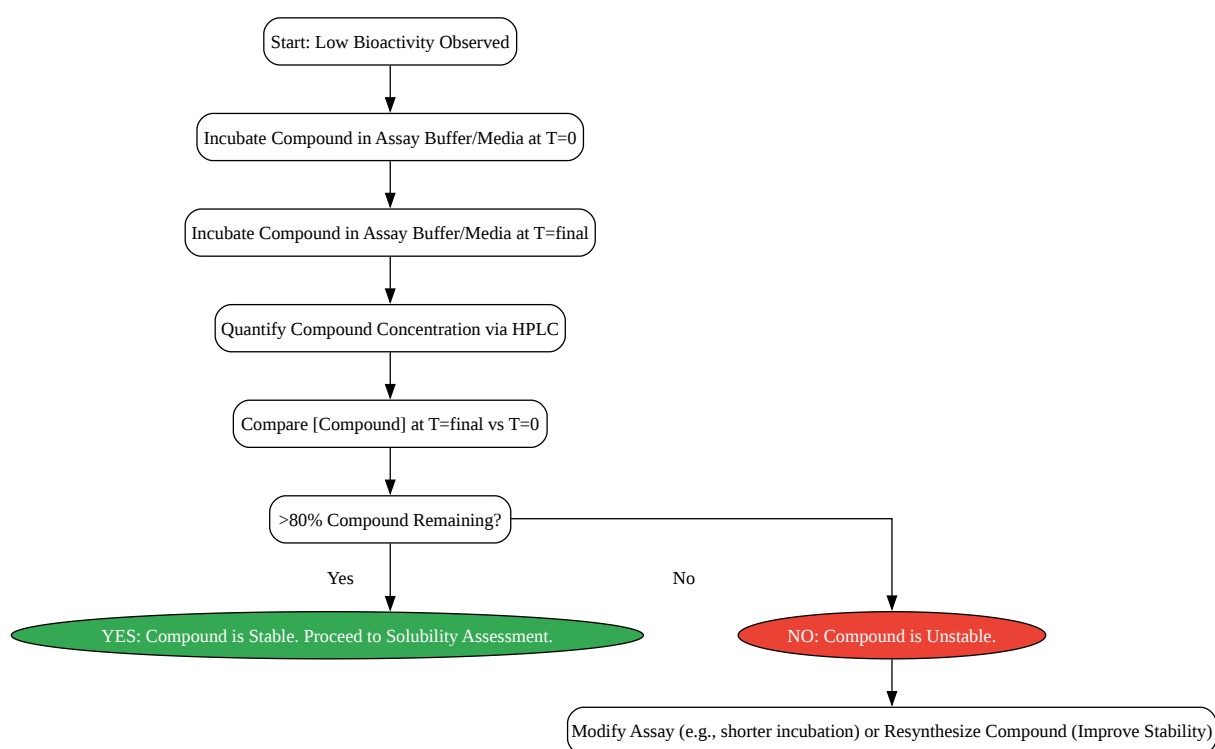 Start: Low Bioactivity Observed
Incubate Compound in Assay Buffer/Media at T=0
Incubate Compound in Assay Buffer/Media at T=final
Quantify Compound Concentration via HPLC
Compare [Compound] at T=final vs T=0
>80% Compound Remaining?
Yes
No
YES: Compound is Stable. Proceed to Solubility Assessment.
NO: Compound is Unstable.
Modify Assay (e.g., shorter incubation) or Resynthesize Compound (Improve Stability)